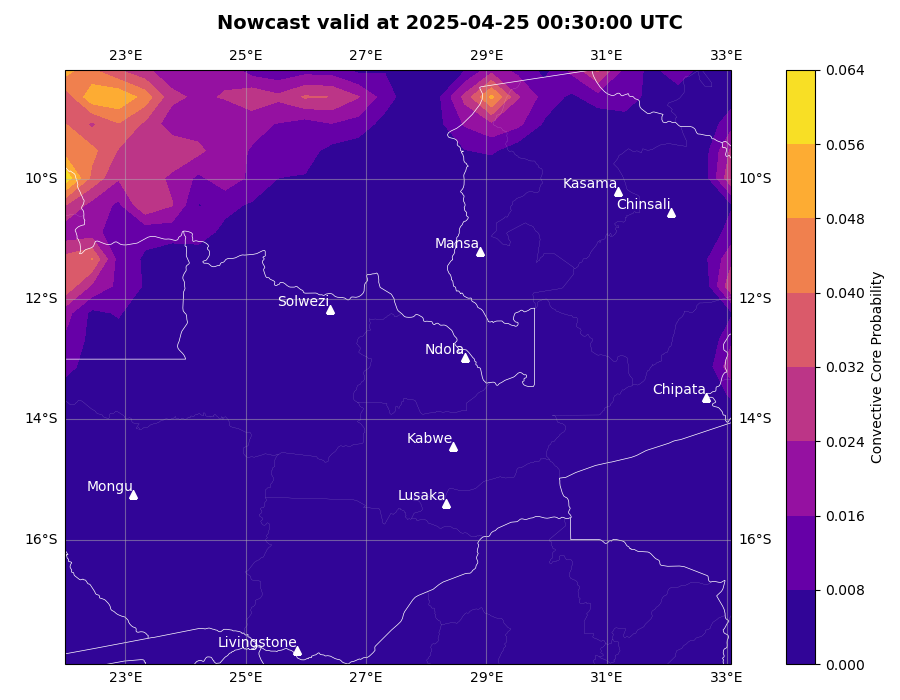 Nowcast valid at 2025-04-25 00:30:00 UTC
23°E 25°E 27°E 29°E 31°E 33°E
0.064
0.056
0.048
0.040
0.032
0.024
0.016
0.008
0.000
Convective Core Probability
10°S 10°S
12°S 12°S
14°S 14°S
16°S 16°S
Kasama
Chinsali
Mansa
Solwezi
Ndola
Chipata
Kabwe
Mongu
Lusaka
Livingstone
23°E 25°E 27°E 29°E 31°E 33°E